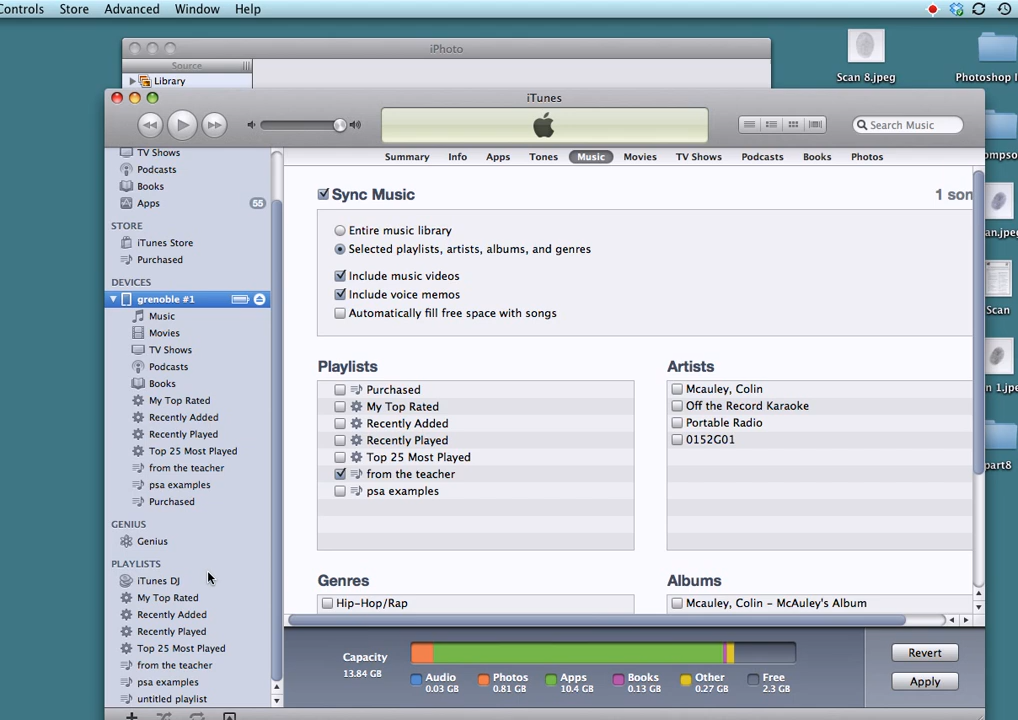 Controls Store Advanced Window Help
iPhoto
Source
Library
Scan 8.jpeg
iTunes
Search Music
TV Shows
Podcasts
Books
Apps 55
STORE
iTunes Store
Purchased
DEVICES
grenoble #1
Music
Movies
TV Shows
Podcasts
Books
My Top Rated
Recently Added
Recently Played
Top 25 Most Played
from the teacher
psa examples
Purchased
GENIUS
Genius
PLAYLISTS
iTunes DJ
My Top Rated
Recently Added
Recently Played
Top 25 Most Played
from the teacher
psa examples
untitled playlist
Summary Info Apps Tones Music Movies TV Shows Podcasts Books Photos
Sync Music 1 son
Entire music library
Selected playlists, artists, albums, and genres
Include music videos
Include voice memos
Automatically fill free space with songs
Playlists
Purchased
My Top Rated
Recently Added
Recently Played
Top 25 Most Played
from the teacher
psa examples
Artists
Mcauley, Colin
Off the Record Karaoke
Portable Radio
0152G01
Genres
Hip-Hop/Rap
Albums
Mcauley, Colin - McAuley's Album
Capacity
13.84 GB
Audio
0.03 GB
Photos
0.81 GB
Apps
10.4 GB
Books
0.13 GB
Other
0.27 GB
Free
2.3 GB
Revert
Apply
Photoshop
ompso
an.jpe
Scan
n 1.jpe
part8